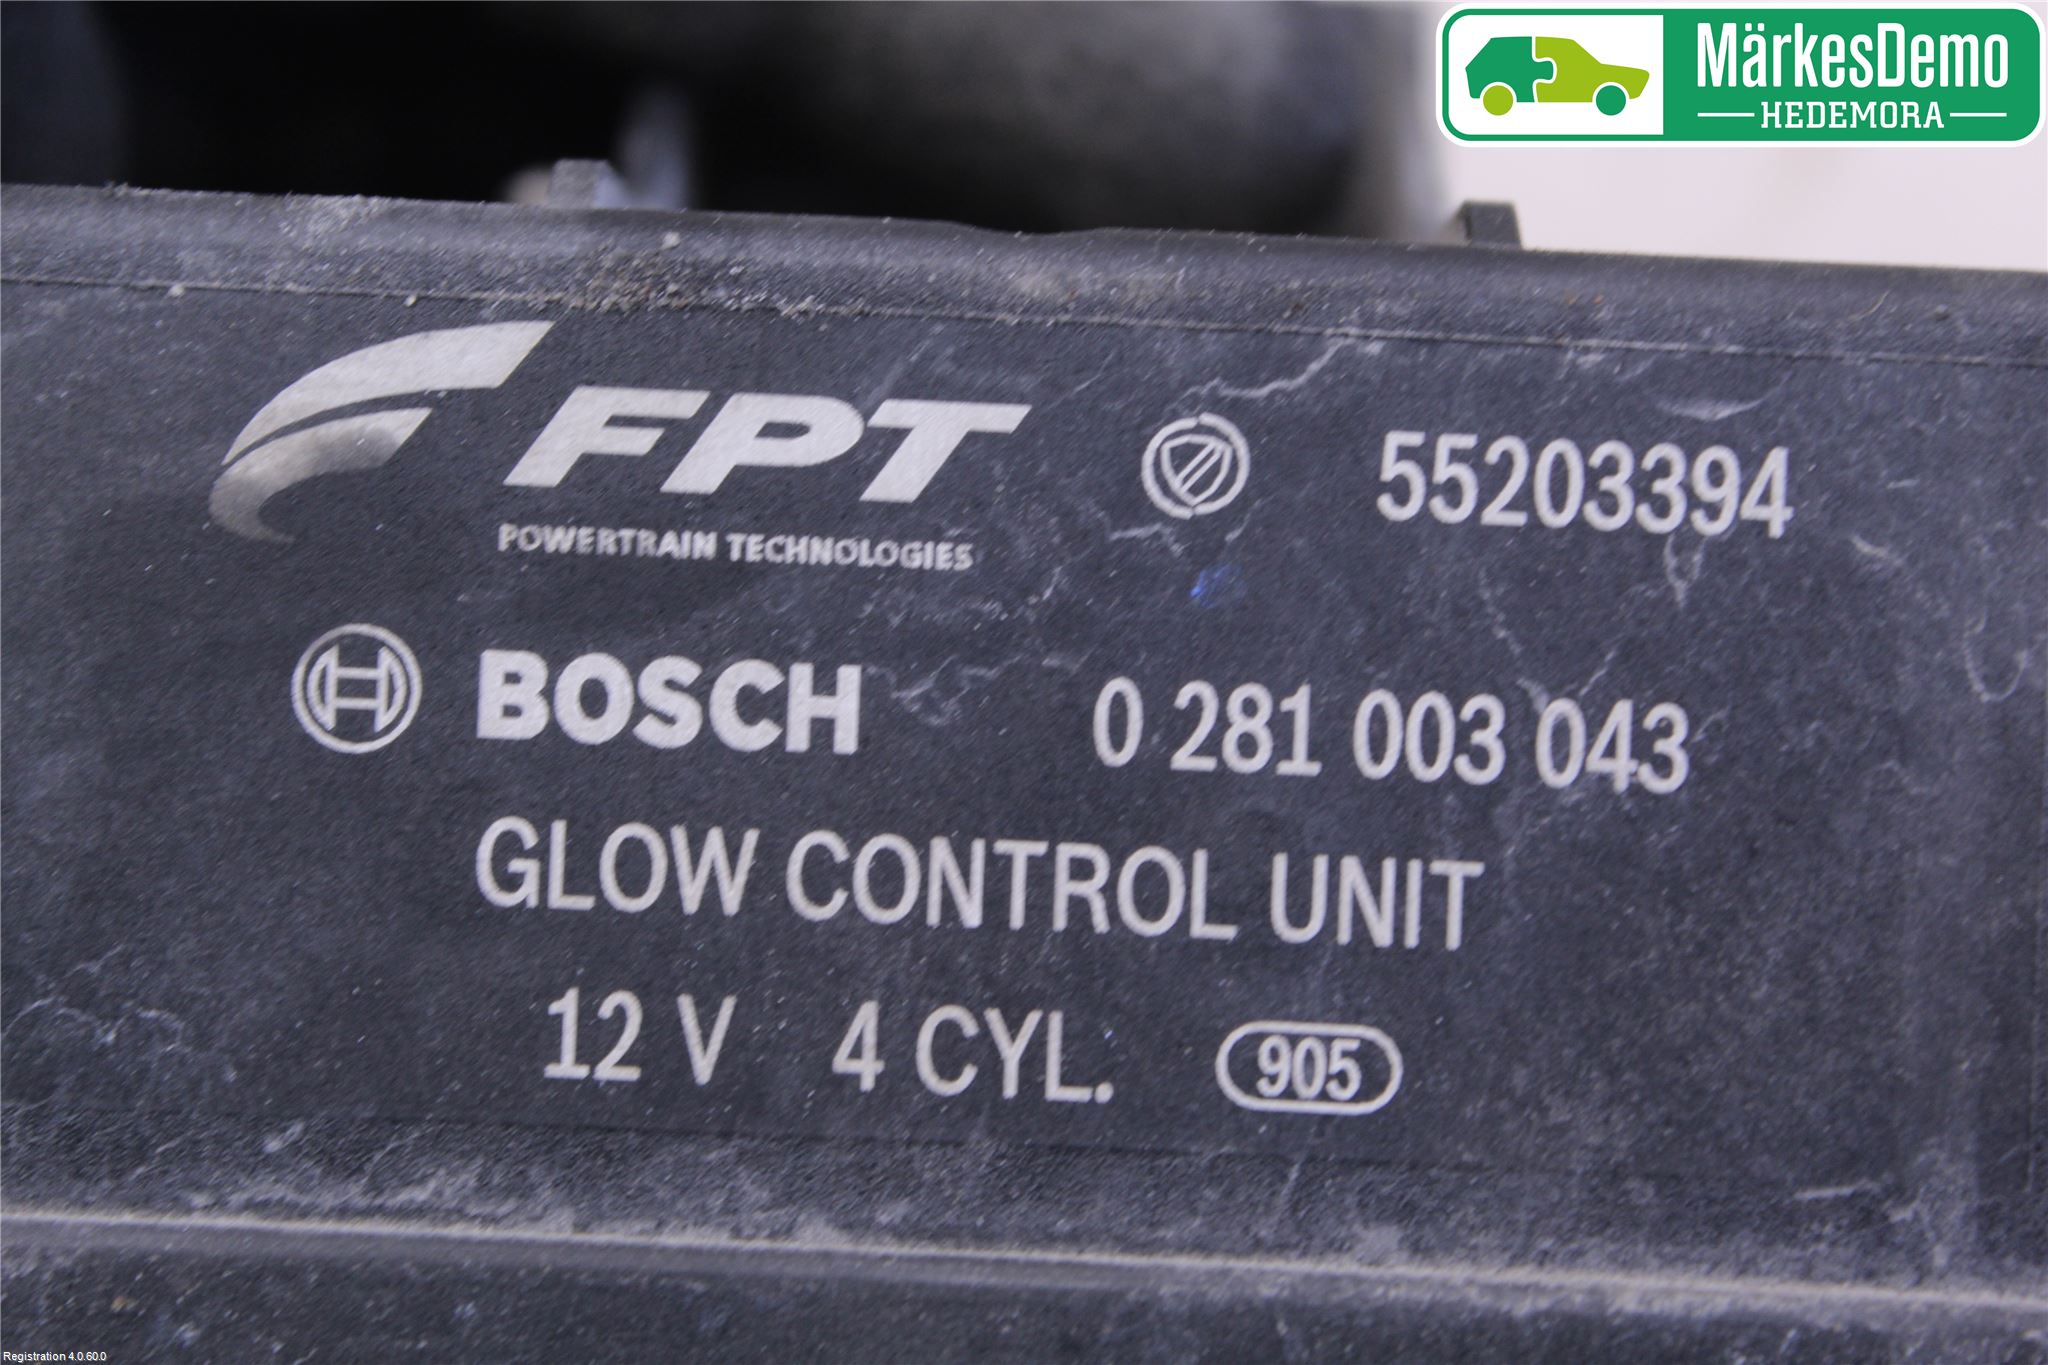 MärkesDemo
HEDEMORA
FPT 55203394
POWERTRAIN TECHNOLOGIES
BOSCH 0 281 003 043
GLOW CONTROL UNIT
12 V 4 CYL. 905
Registration 4.0.60.0